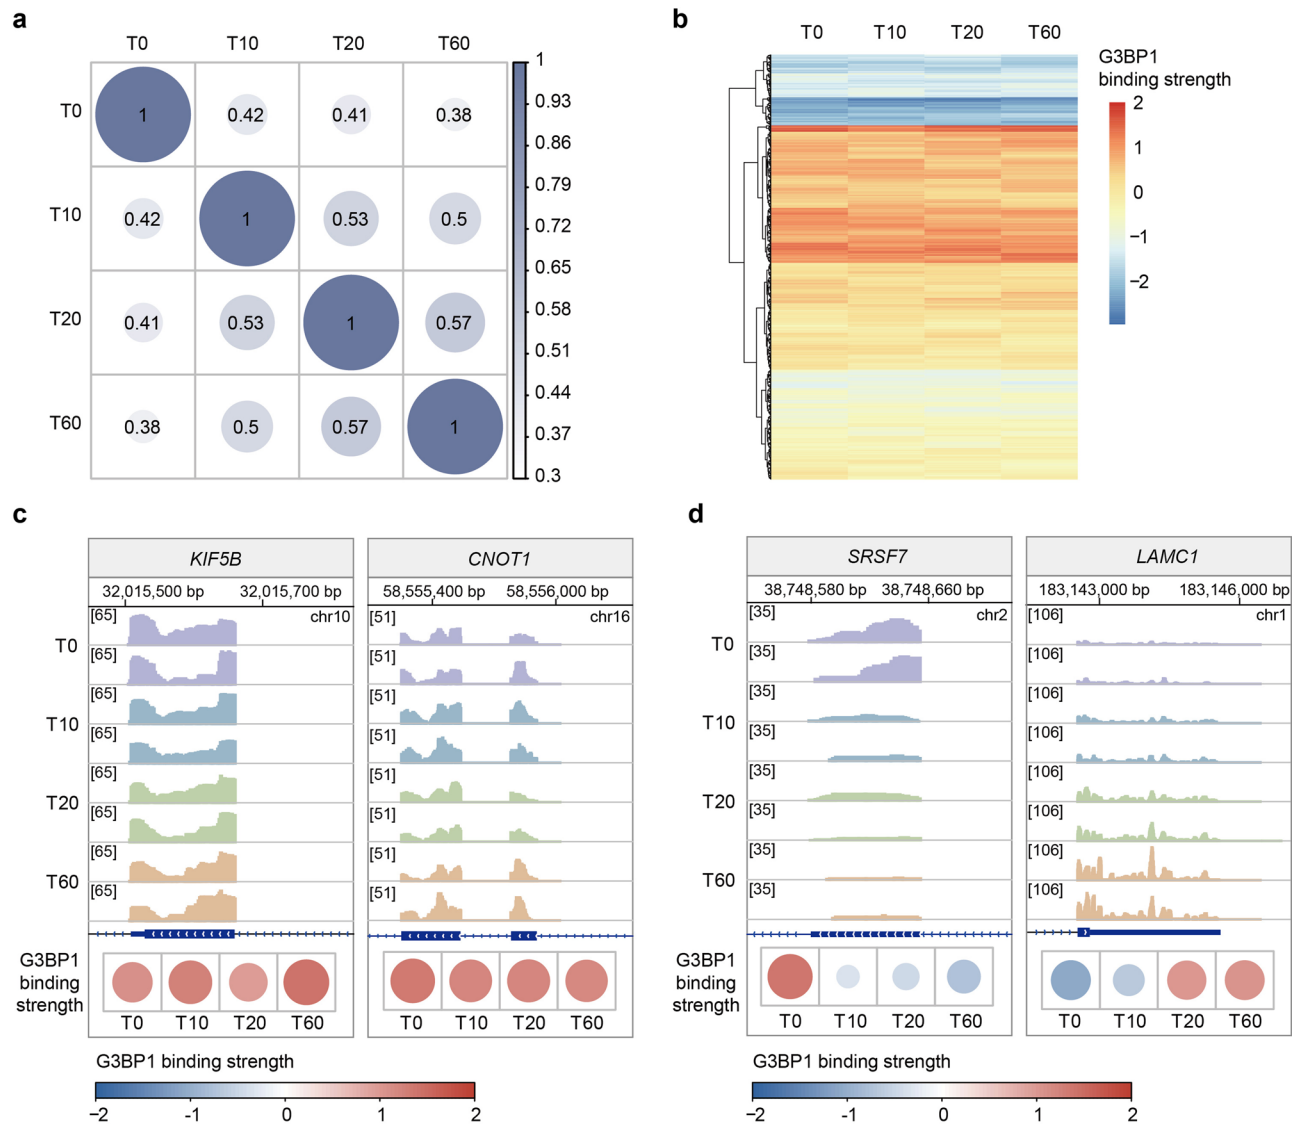 a
T0 T10 T20 T60
T0 1 0.42 0.41 0.38
T10 0.42 1 0.53 0.5
T20 0.41 0.53 1 0.57
T60 0.38 0.5 0.57 1
1
0.93
0.86
0.79
0.72
0.65
0.58
0.51
0.44
0.37
0.3
b
T0 T10 T20 T60
G3BP1
binding strength
2
1
0
−1
−2
c
KIF5B
32,015,500 bp 32,015,700 bp
chr10
T0 [65]
[65]
T10 [65]
[65]
T20 [65]
[65]
T60 [65]
[65]
CNOT1
58,555,400 bp 58,556,000 bp
chr16
[51]
[51]
[51]
[51]
[51]
[51]
[51]
[51]
G3BP1
binding
strength
T0 T10 T20 T60
T0 T10 T20 T60
G3BP1 binding strength
−2 -1 0 1 2
d
SRSF7
38,748,580 bp 38,748,660 bp
chr2
T0 [35]
[35]
T10 [35]
[35]
T20 [35]
[35]
T60 [35]
[35]
LAMC1
183,143,000 bp 183,146,000 bp
chr1
[106]
[106]
[106]
[106]
[106]
[106]
[106]
[106]
G3BP1
binding
strength
T0 T10 T20 T60
T0 T10 T20 T60
G3BP1 binding strength
−2 -1 0 1 2